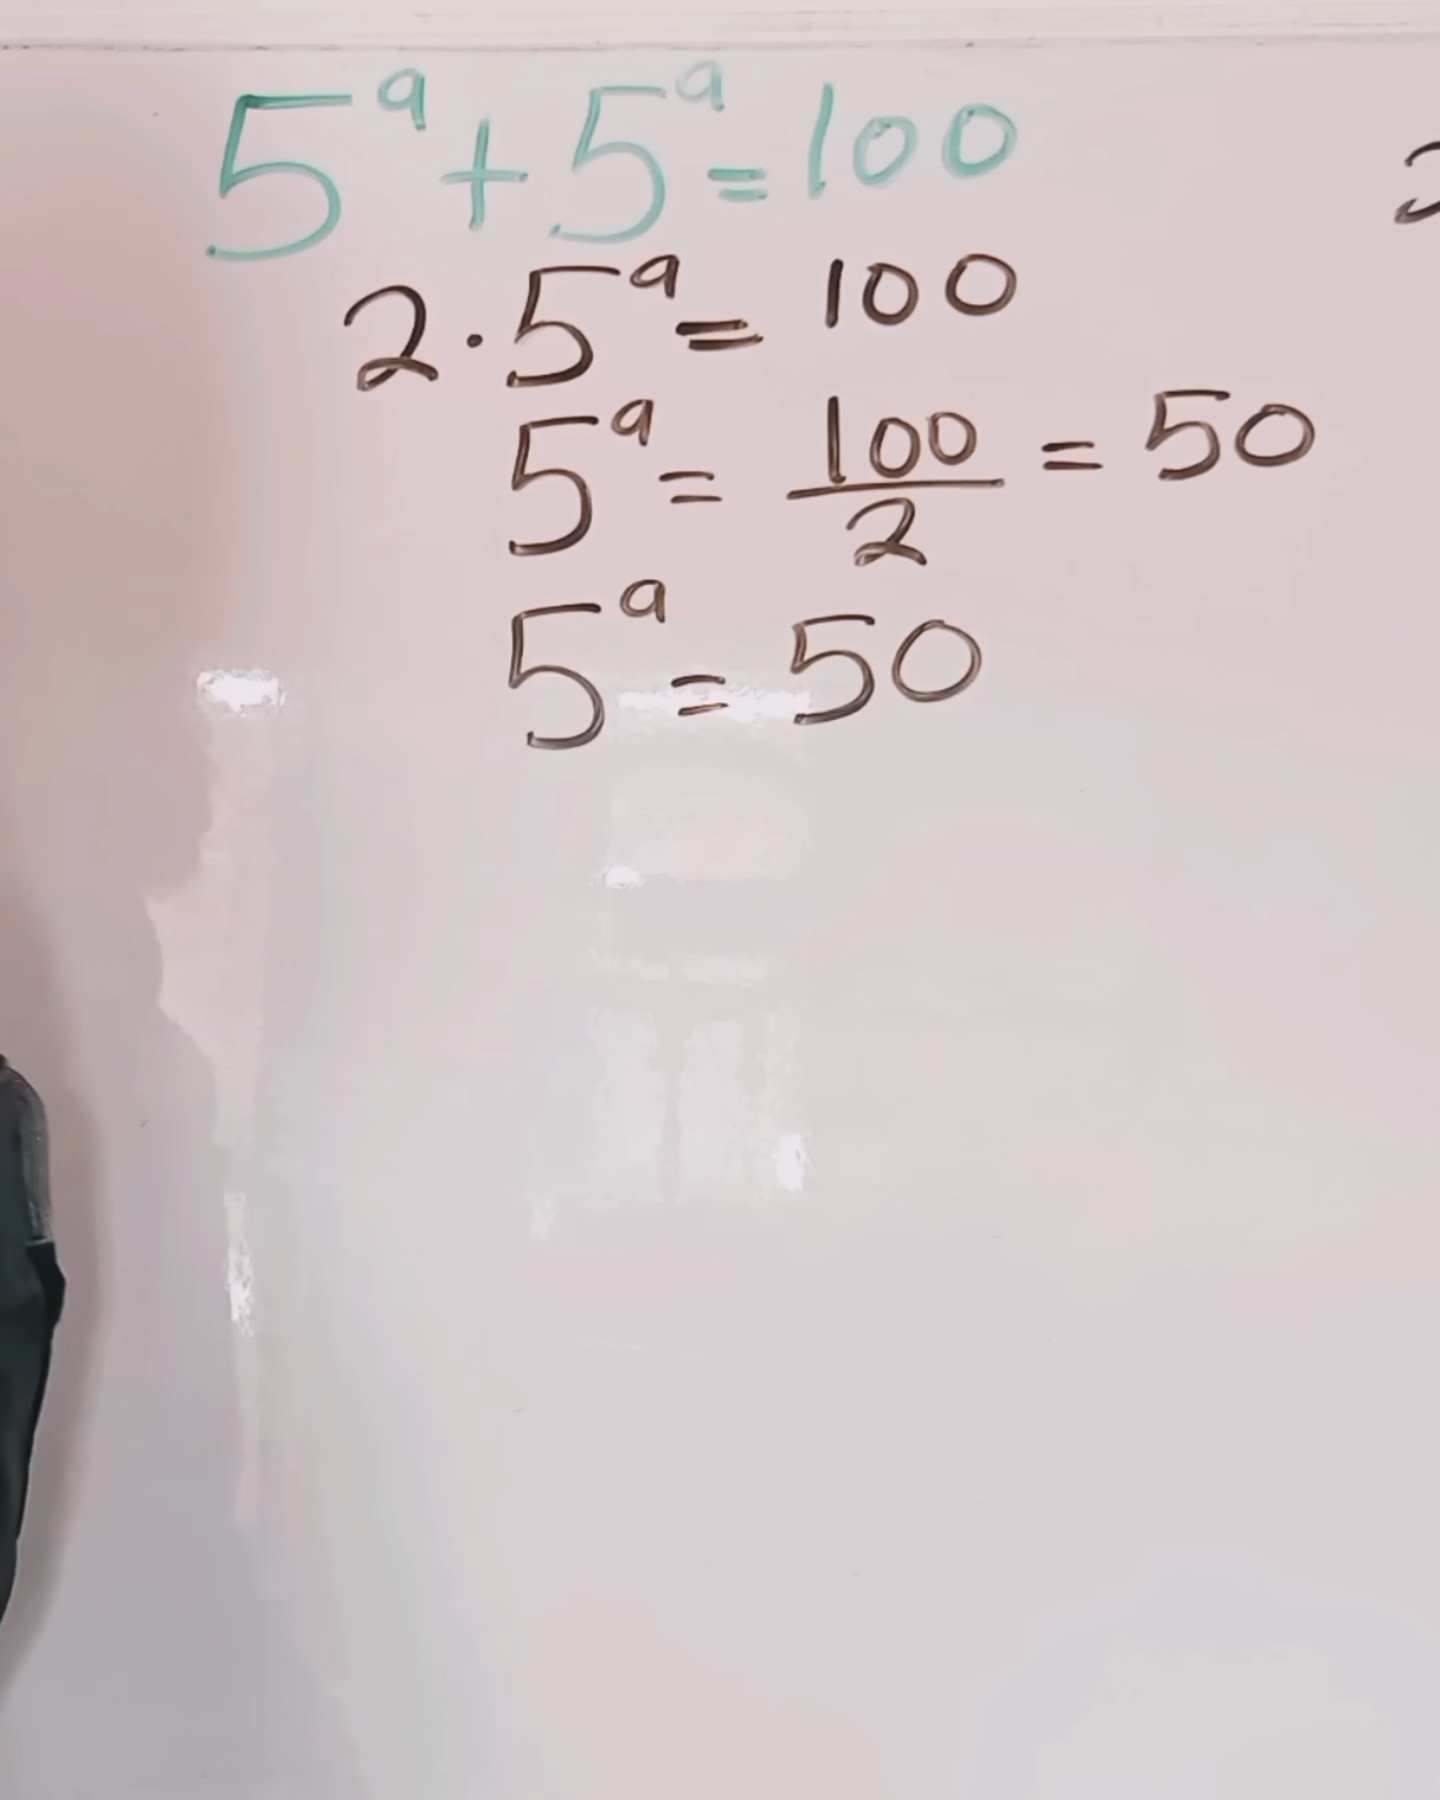 5^a + 5^a = 100
2 · 5^a = 100
5^a = 100/2 = 50
5^a = 50